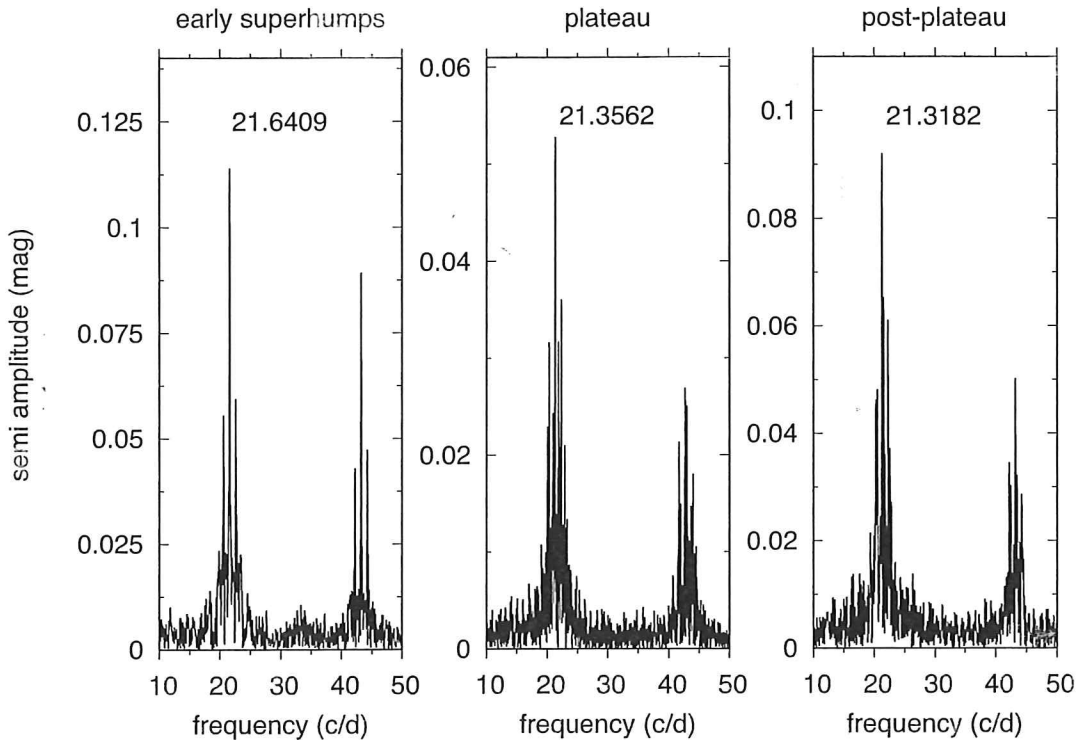 early superhumps
plateau
post-plateau
21.6409
21.3562
21.3182
semi amplitude (mag)
0.125
0.1
0.075
0.05
0.025
0
0.06
0.04
0.02
0
0.1
0.08
0.06
0.04
0.02
0
10 20 30 40 50
10 20 30 40 50
10 20 30 40 50
frequency (c/d)
frequency (c/d)
frequency (c/d)